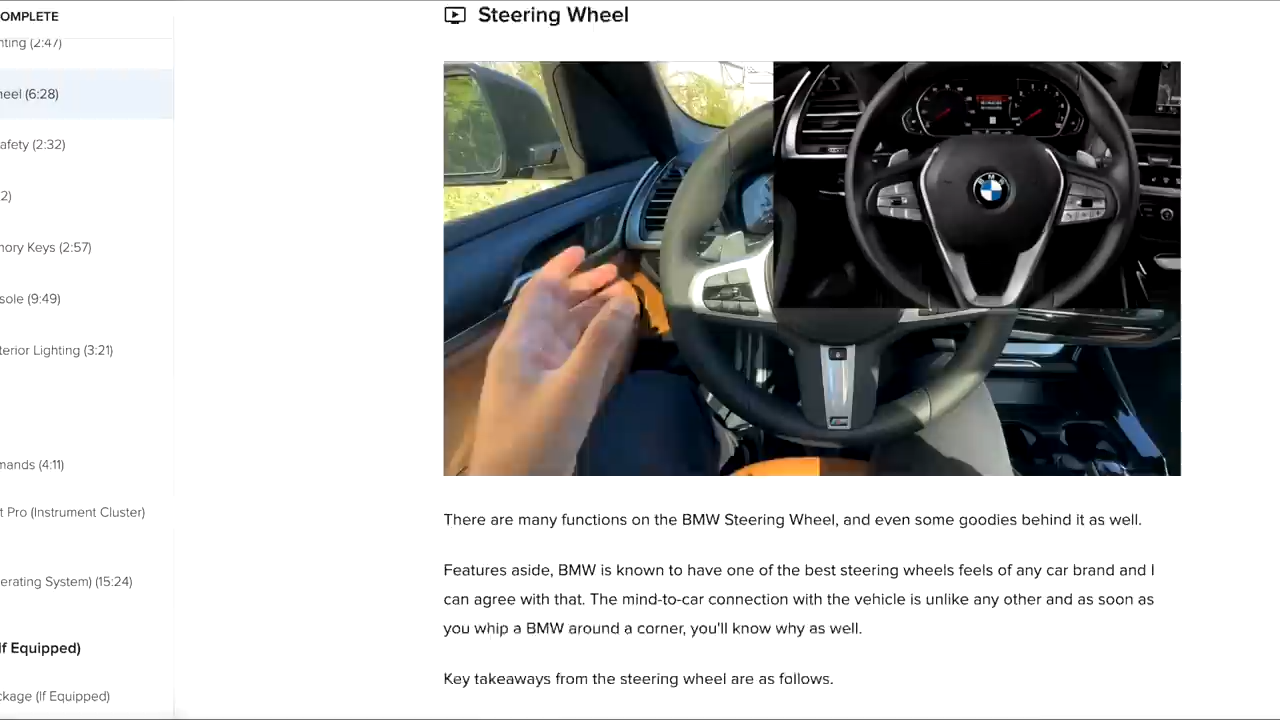 OMPLETE
nting (2:47)
heel (6:28)
afety (2:32)
2)
nory Keys (2:57)
sole (9:49)
terior Lighting (3:21)
mands (4:11)
t Pro (Instrument Cluster)
erating System) (15:24)
If Equipped)
ckage (If Equipped)
Steering Wheel
BMW
There are many functions on the BMW Steering Wheel, and even some goodies behind it as well.
Features aside, BMW is known to have one of the best steering wheels feels of any car brand and I
can agree with that. The mind-to-car connection with the vehicle is unlike any other and as soon as
you whip a BMW around a corner, you'll know why as well.
Key takeaways from the steering wheel are as follows.